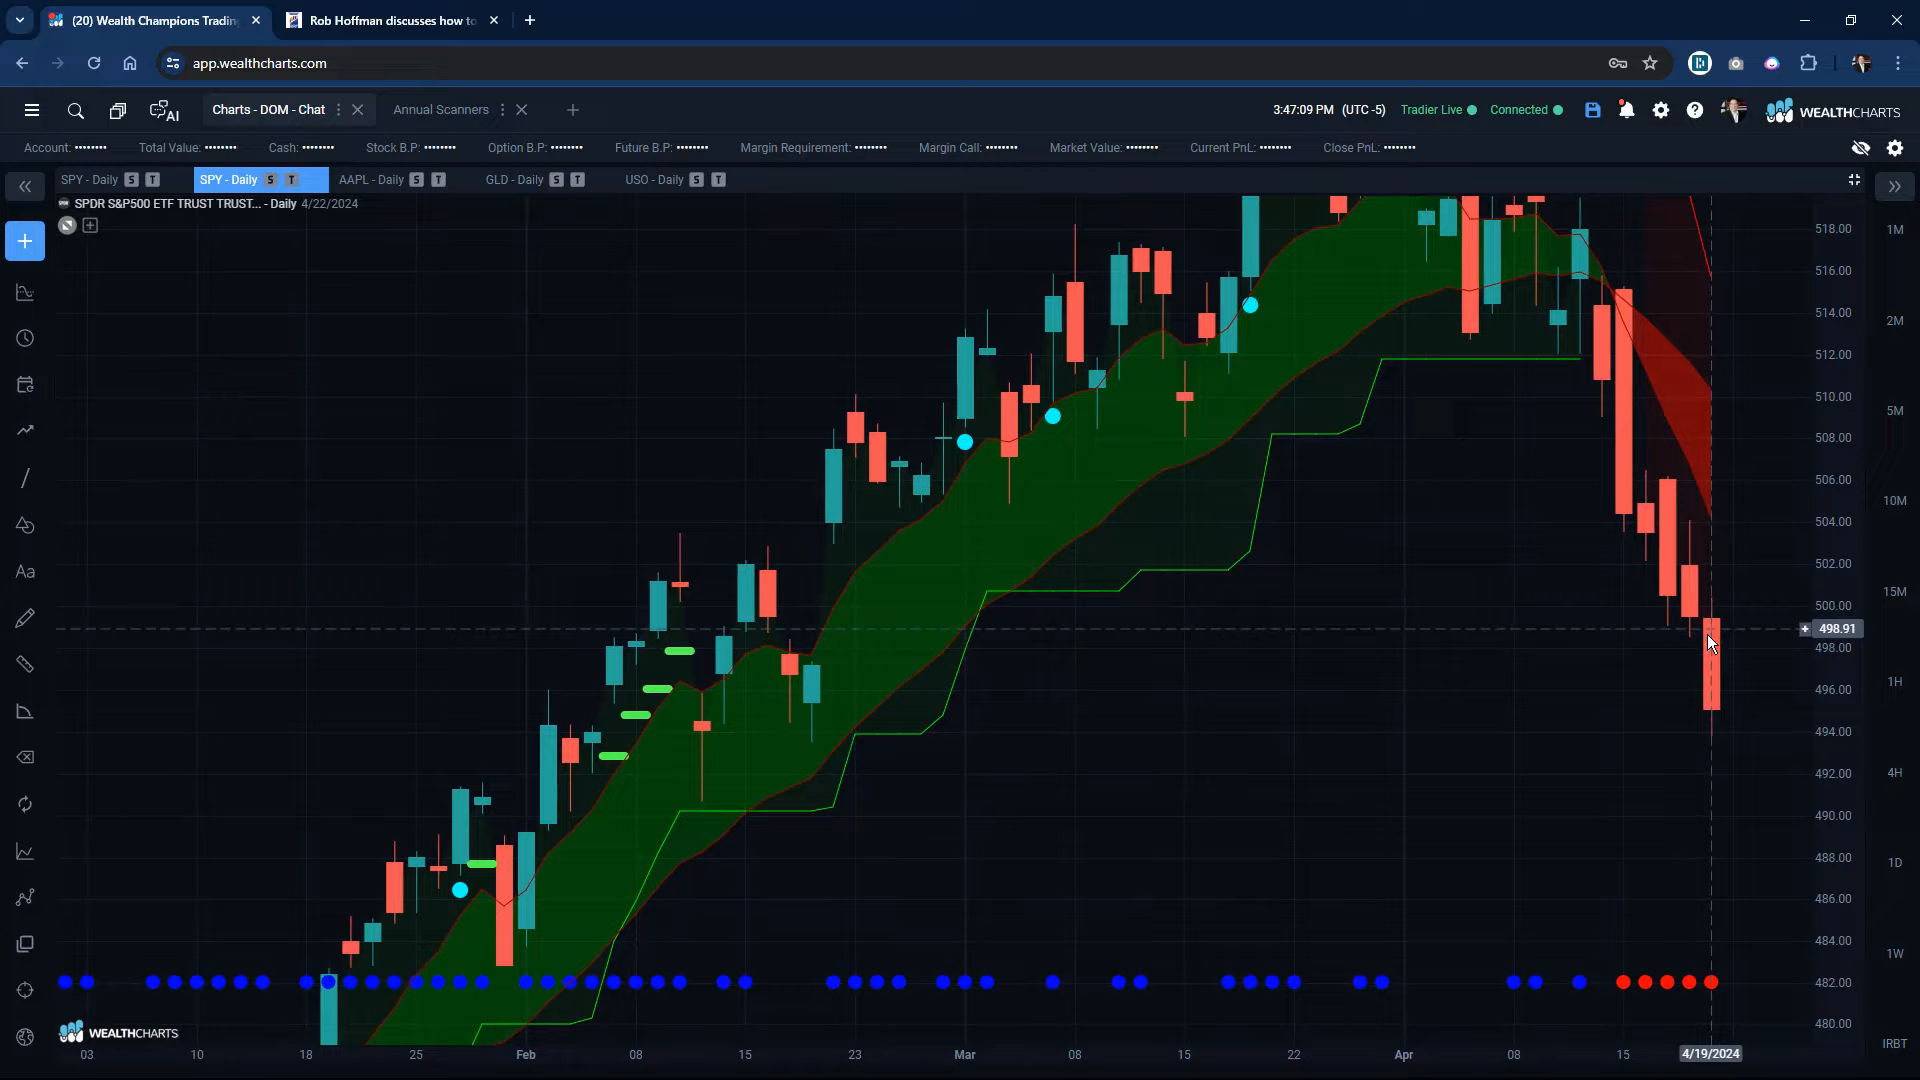 (20) Wealth Champions Trading
Rob Hoffman discusses how to
app.wealthcharts.com
AI
Charts - DOM - Chat
Annual Scanners
3:47:09 PM (UTC -5)
Tradier Live
Connected
WEALTHCHARTS
Account: ••••••••
Total Value: ••••••••
Cash: ••••••••
Stock B.P: ••••••••
Option B.P: ••••••••
Future B.P: ••••••••
Margin Requirement: ••••••••
Margin Call: ••••••••
Market Value: ••••••••
Current PnL: ••••••••
Close PnL: ••••••••
SPY - Daily S T
SPY - Daily S T
AAPL - Daily S T
GLD - Daily S T
USO - Daily S T
SPDR S&P500 ETF TRUST TRUST... - Daily 4/22/2024
Aa
518.00
516.00
514.00
512.00
510.00
508.00
506.00
504.00
502.00
500.00
498.91
498.00
496.00
494.00
492.00
490.00
488.00
486.00
484.00
482.00
480.00
1M
2M
5M
10M
15M
1H
4H
1D
1W
IRBT
WEALTHCHARTS
03
10
18
25
Feb
08
15
23
Mar
08
15
22
Apr
08
15
4/19/2024